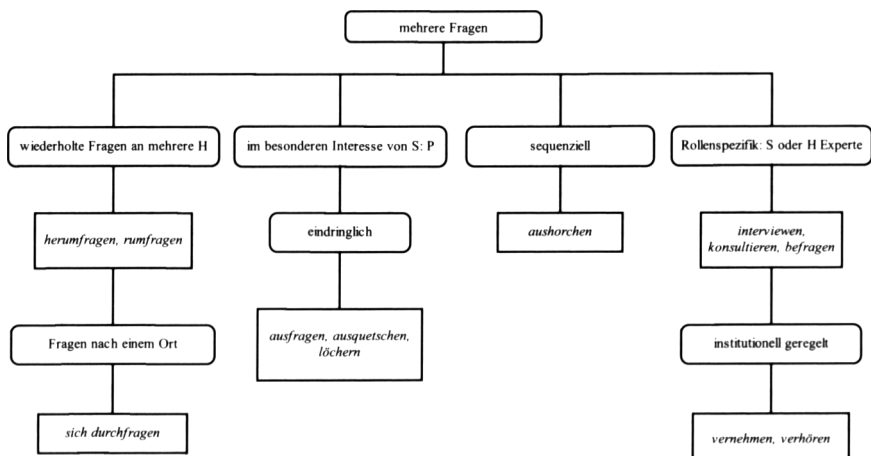 mehrere Fragen
wiederholte Fragen an mehrere H
im besonderen Interesse von S: P
sequenziell
Rollenspezifik: S oder H Experte
herumfragen, rumfragen
eindringlich
aushorchen
interviewen,
konsultieren, befragen
Fragen nach einem Ort
ausfragen, ausquetschen,
löchern
institutionell geregelt
sich durchfragen
vernehmen, verhören